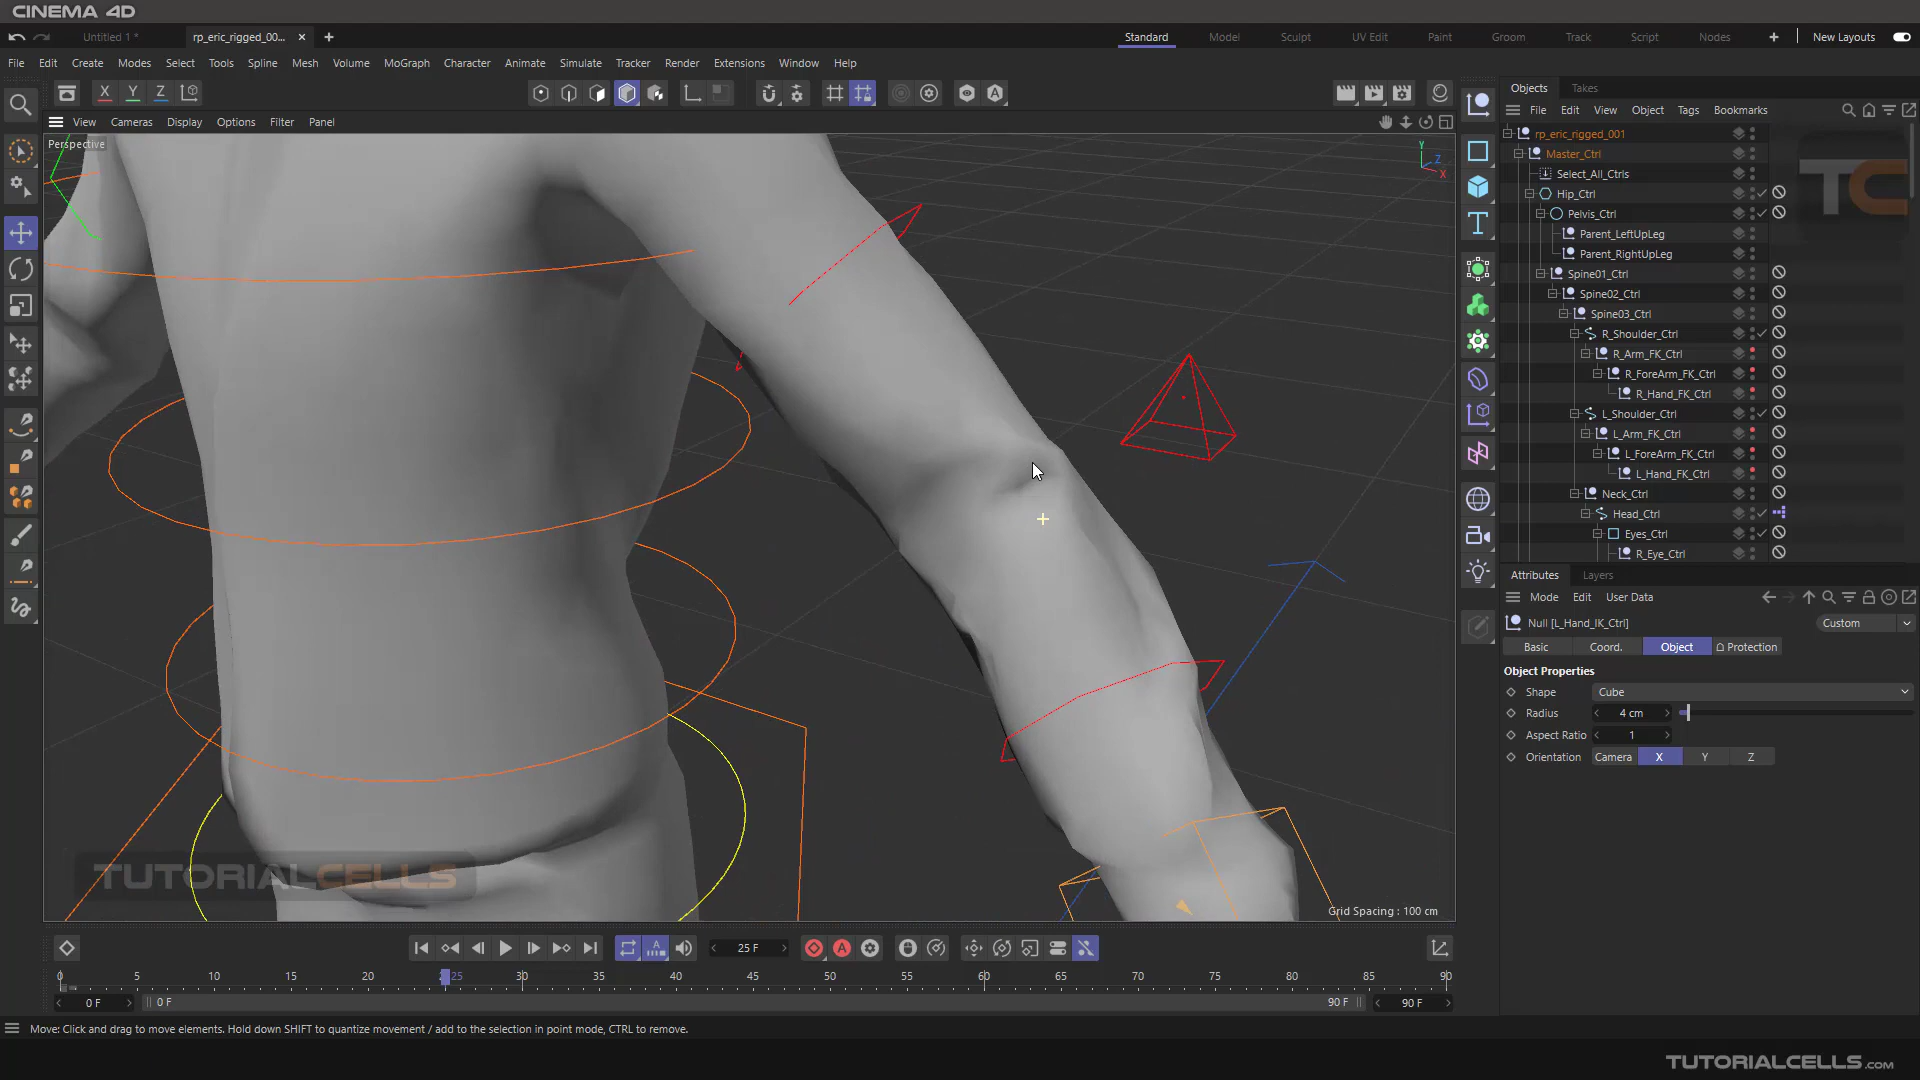 CINEMA 4D
Untitled 1 *
rp_eric_rigged_00...
Standard
Model
Sculpt
UV Edit
Paint
Groom
Track
Script
Nodes
New Layouts
File Edit Create Modes Select Tools Spline Mesh Volume MoGraph Character Animate Simulate Tracker Render Extensions Window Help
X Y Z
Objects Takes
View Cameras Display Options Filter Panel
File Edit View Object Tags Bookmarks
Perspective
Y
Z
X
rp_eric_rigged_001
Master_Ctrl
Select_All_Ctrls
Hip_Ctrl
Pelvis_Ctrl
Parent_LeftUpLeg
Parent_RightUpLeg
Spine01_Ctrl
Spine02_Ctrl
Spine03_Ctrl
R_Shoulder_Ctrl
R_Arm_FK_Ctrl
R_ForeArm_FK_Ctrl
R_Hand_FK_Ctrl
L_Shoulder_Ctrl
L_Arm_FK_Ctrl
L_ForeArm_FK_Ctrl
L_Hand_FK_Ctrl
Neck_Ctrl
Head_Ctrl
Eyes_Ctrl
R_Eye_Ctrl
TC
Attributes Layers
Mode Edit User Data
Null [L_Hand_IK_Ctrl]
Custom
Basic Coord. Object Protection
Object Properties
Shape Cube
Radius 4 cm
Aspect Ratio 1
Orientation Camera X Y Z
TUTORIALCELLS
Grid Spacing : 100 cm
25 F
0 5 10 15 20 25 30 35 40 45 50 55 60 65 70 75 80 85 90
0 F 0 F 90 F 90 F
Move: Click and drag to move elements. Hold down SHIFT to quantize movement / add to the selection in point mode, CTRL to remove.
TUTORIALCELLS.COM